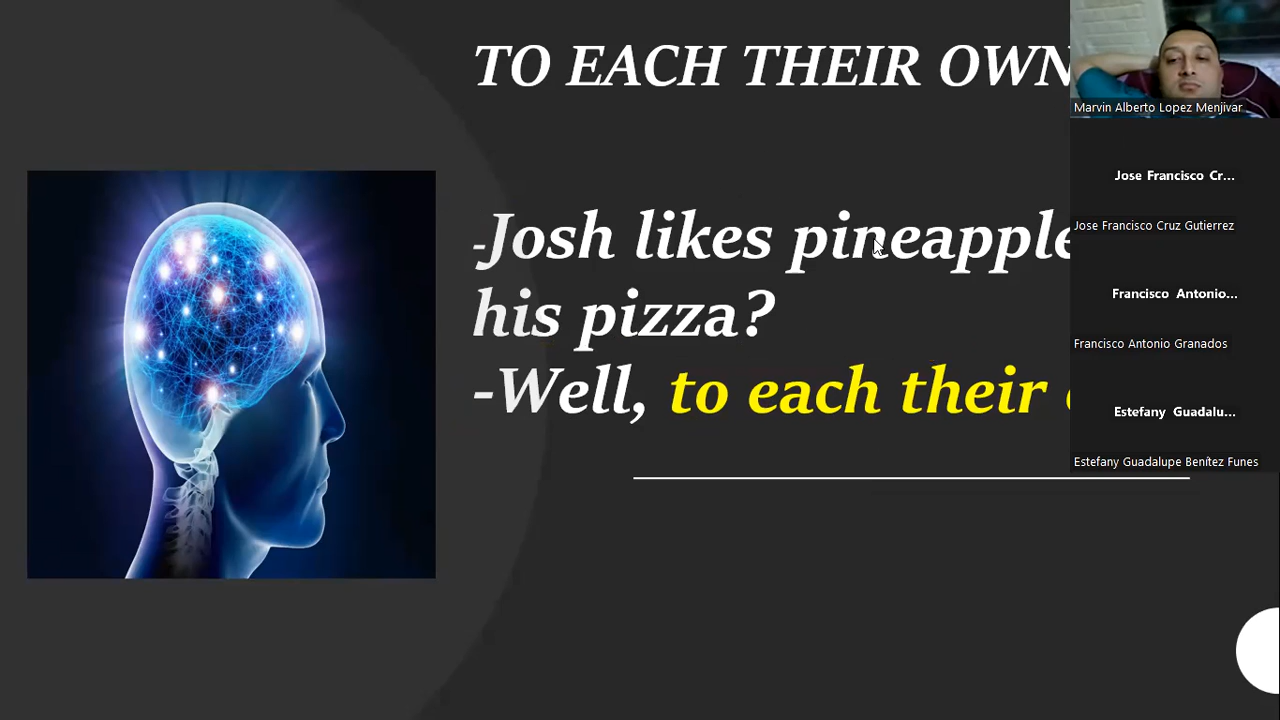 TO EACH THEIR OWN
-Josh likes pineapple
his pizza?
-Well, to each their
Marvin Alberto Lopez Menjivar
Jose Francisco Cr...
Jose Francisco Cruz Gutierrez
Francisco Antonio...
Francisco Antonio Granados
Estefany Guadalu...
Estefany Guadalupe Benítez Funes